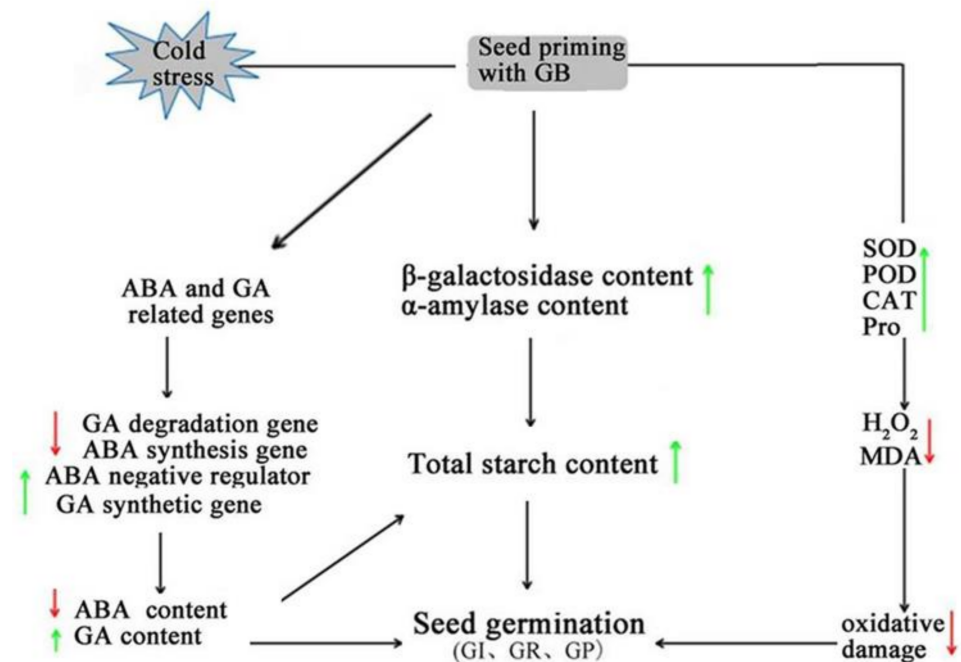 Cold
stress
Seed priming
with GB
ABA and GA
related genes
β-galactosidase content
α-amylase content
SOD
POD
CAT
Pro
GA degradation gene
ABA synthesis gene
ABA negative regulator
GA synthetic gene
Total starch content
H₂O₂
MDA
ABA content
GA content
Seed germination
(GI、GR、GP)
oxidative
damage